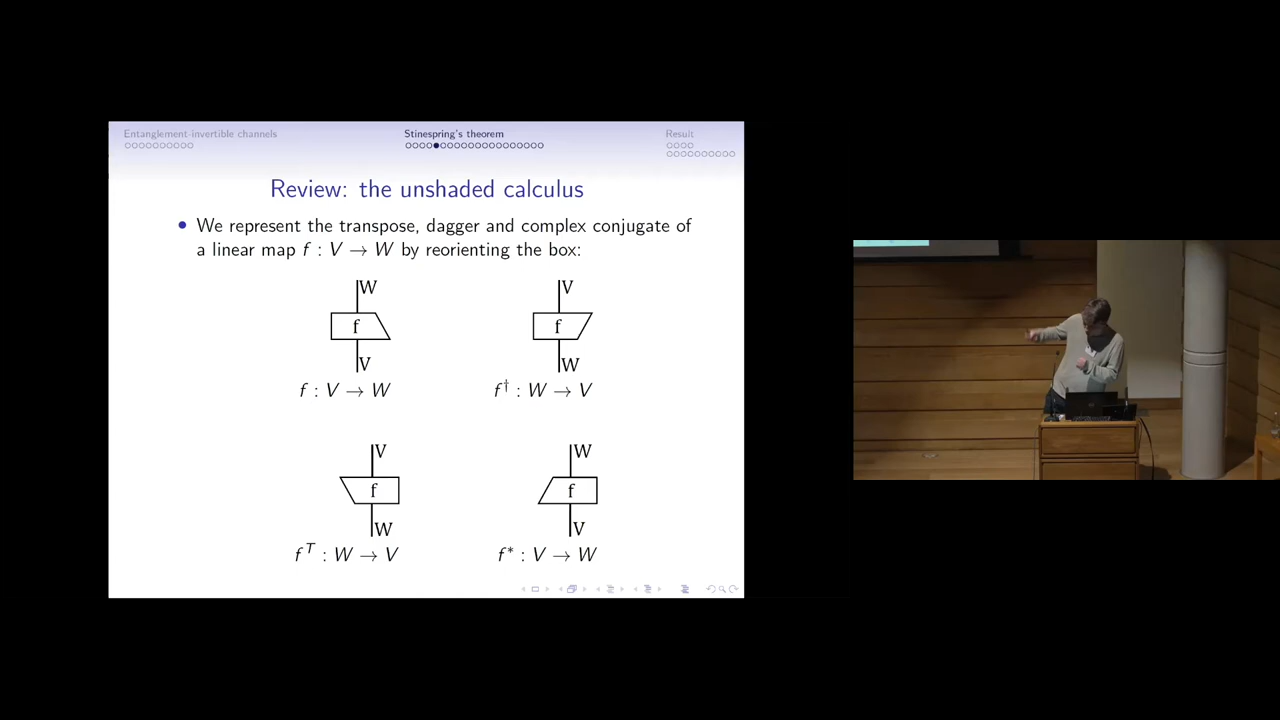 Entanglement-invertible channels
Stinespring's theorem
Result
Review: the unshaded calculus
• We represent the transpose, dagger and complex conjugate of
a linear map f : V → W by reorienting the box:
W
f
V
f : V → W
V
f
W
f† : W → V
V
f
W
f^T : W → V
W
f
V
f* : V → W